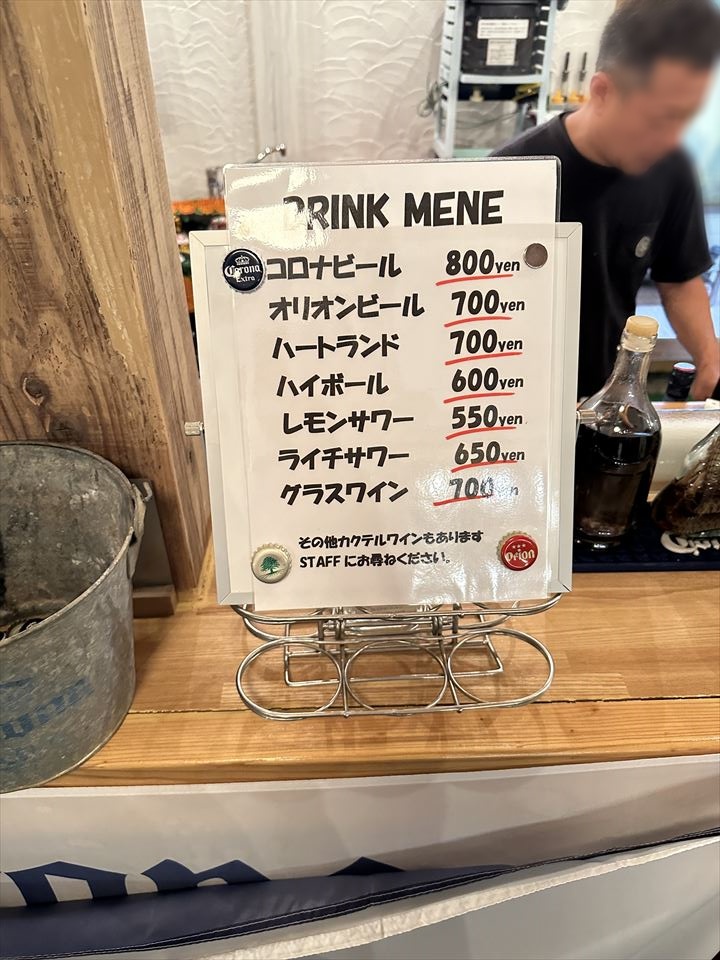 DRINK MENE
コロナビール 800yen
オリオンビール 700yen
ハートランド 700yen
ハイボール 600yen
レモンサワー 550yen
ライチサワー 650yen
グラスワイン 700
その他カクテルワインもあります
STAFFにお尋ねください。
Corona
Extra
Orion